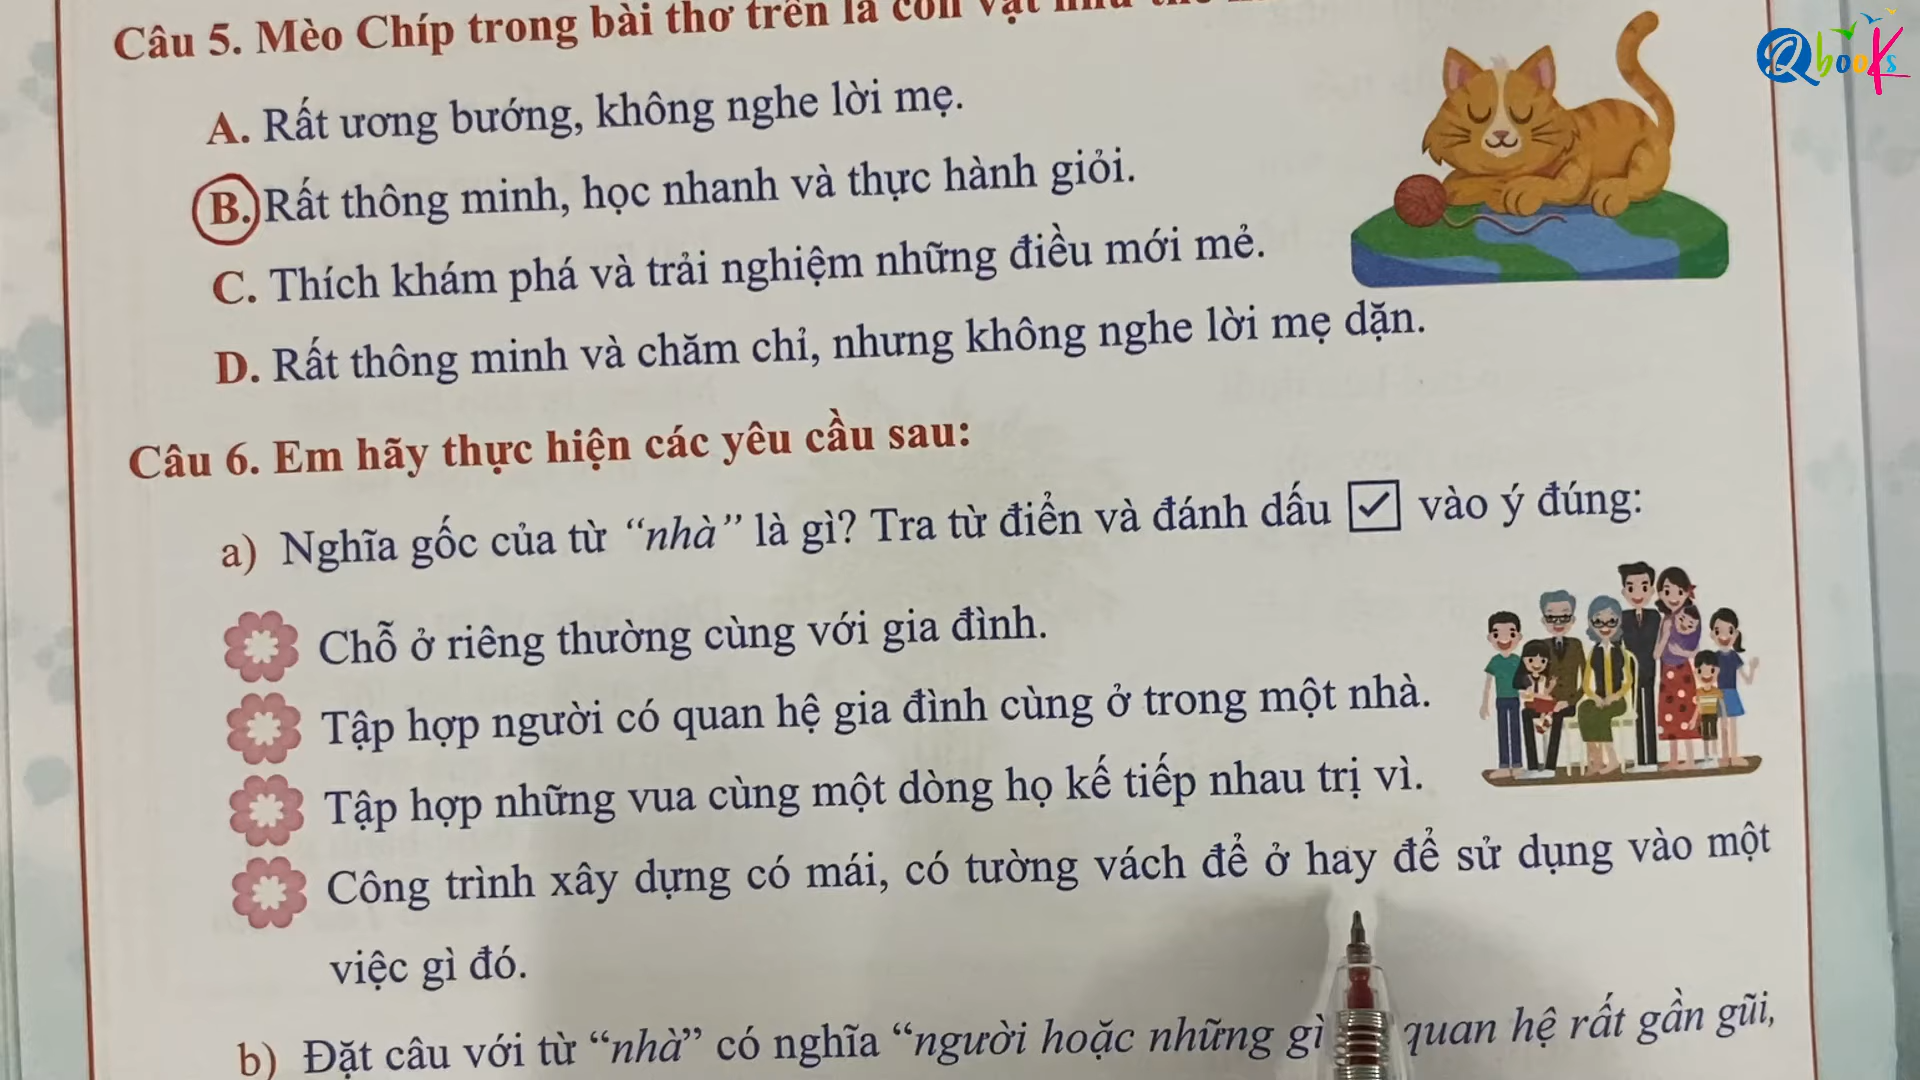 Qbooks
Câu 5. Mèo Chíp trong bài thơ trên là con vật như
A. Rất ương bướng, không nghe lời mẹ.
B. Rất thông minh, học nhanh và thực hành giỏi.
C. Thích khám phá và trải nghiệm những điều mới mẻ.
D. Rất thông minh và chăm chỉ, nhưng không nghe lời mẹ dặn.
Câu 6. Em hãy thực hiện các yêu cầu sau:
a) Nghĩa gốc của từ “nhà” là gì? Tra từ điển và đánh dấu ✓ vào ý đúng:
Chỗ ở riêng thường cùng với gia đình.
Tập hợp người có quan hệ gia đình cùng ở trong một nhà.
Tập hợp những vua cùng một dòng họ kế tiếp nhau trị vì.
Công trình xây dựng có mái, có tường vách để ở hay để sử dụng vào một
việc gì đó.
b) Đặt câu với từ “nhà” có nghĩa “người hoặc những gì quan hệ rất gần gũi,